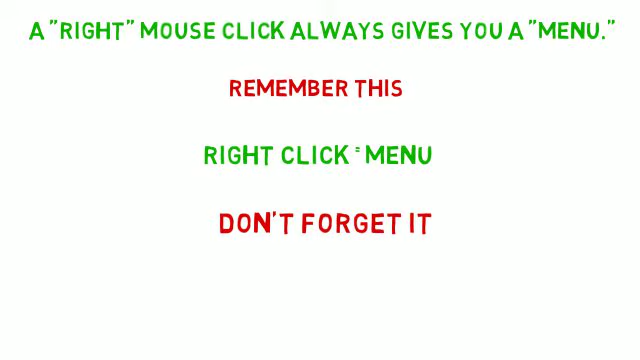 A "RIGHT" MOUSE CLICK ALWAYS GIVES YOU A "MENU."
REMEMBER THIS
RIGHT CLICK = MENU
DON'T FORGET IT